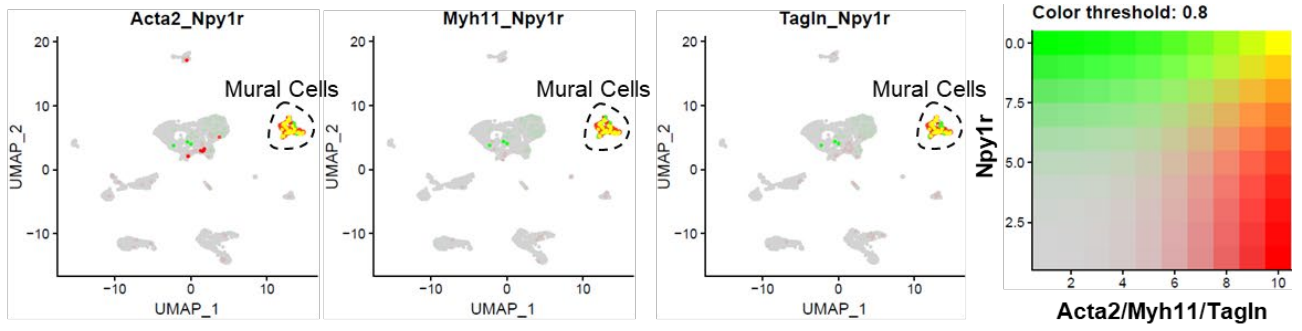 Acta2_Npy1r
Mural Cells
20
10
0
−10
UMAP_2
−10
0
10
UMAP_1
Myh11_Npy1r
Mural Cells
20
10
0
−10
UMAP_2
−10
0
10
UMAP_1
Tagln_Npy1r
Mural Cells
20
10
0
−10
UMAP_2
−10
0
10
UMAP_1
Color threshold: 0.8
0.0
7.5
5.0
2.5
Npy1r
2 4 6 8 10
Acta2/Myh11/Tagln